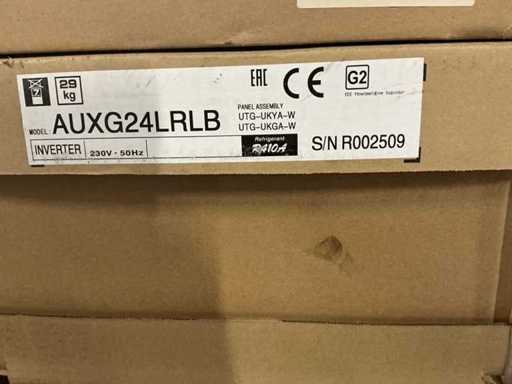 7
29
kg
EAC
CE
G2
PANEL ASSEMBLY
UTG-UKYA-W
UTG-UKGA-W
MODEL: AUXG24LRLB
INVERTER 230V - 50Hz
Refrigerant
R410A
S/N R002509